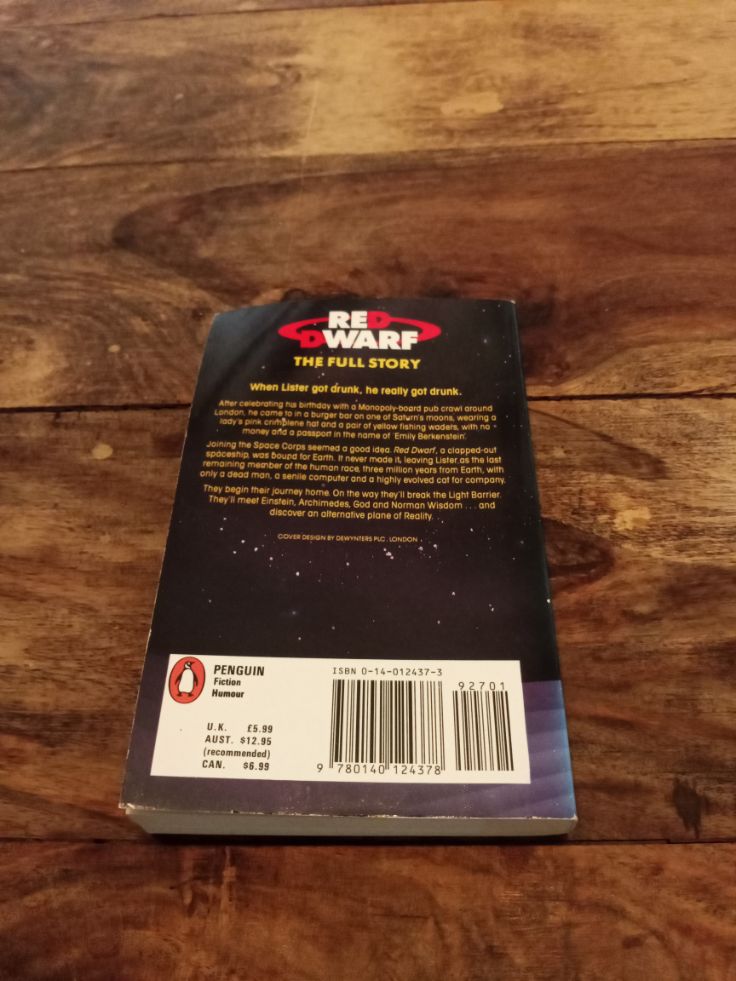 RED
DWARF
THE FULL STORY
When Lister got drunk, he really got drunk.
After celebrating his birthday with a Monopoly-board pub crawl around
London, he came to in a burger bar on one of Saturn's moons, wearing a
lady's pink crimplene hat and a pair of yellow fishing waders, with no
money and a passport in the name of 'Emily Berkenstein'.
Joining the Space Corps seemed a good idea. Red Dwarf, a clapped-out
spaceship, was bound for Earth. It never made it, leaving Lister as the last
remaining member of the human race, three million years from Earth, with
only a dead man, a senile computer and a highly evolved cat for company.
They begin their journey home. On the way they'll break the Light Barrier.
They'll meet Einstein, Archimedes, God and Norman Wisdom . . . and
discover an alternative plane of Reality.
COVER DESIGN BY DEWYNTERS PLC . LONDON
PENGUIN
Fiction
Humour
U.K. £5.99
AUST. $12.95
(recommended)
CAN. $6.99
ISBN 0-14-012437-3
92701
9 780140 124378